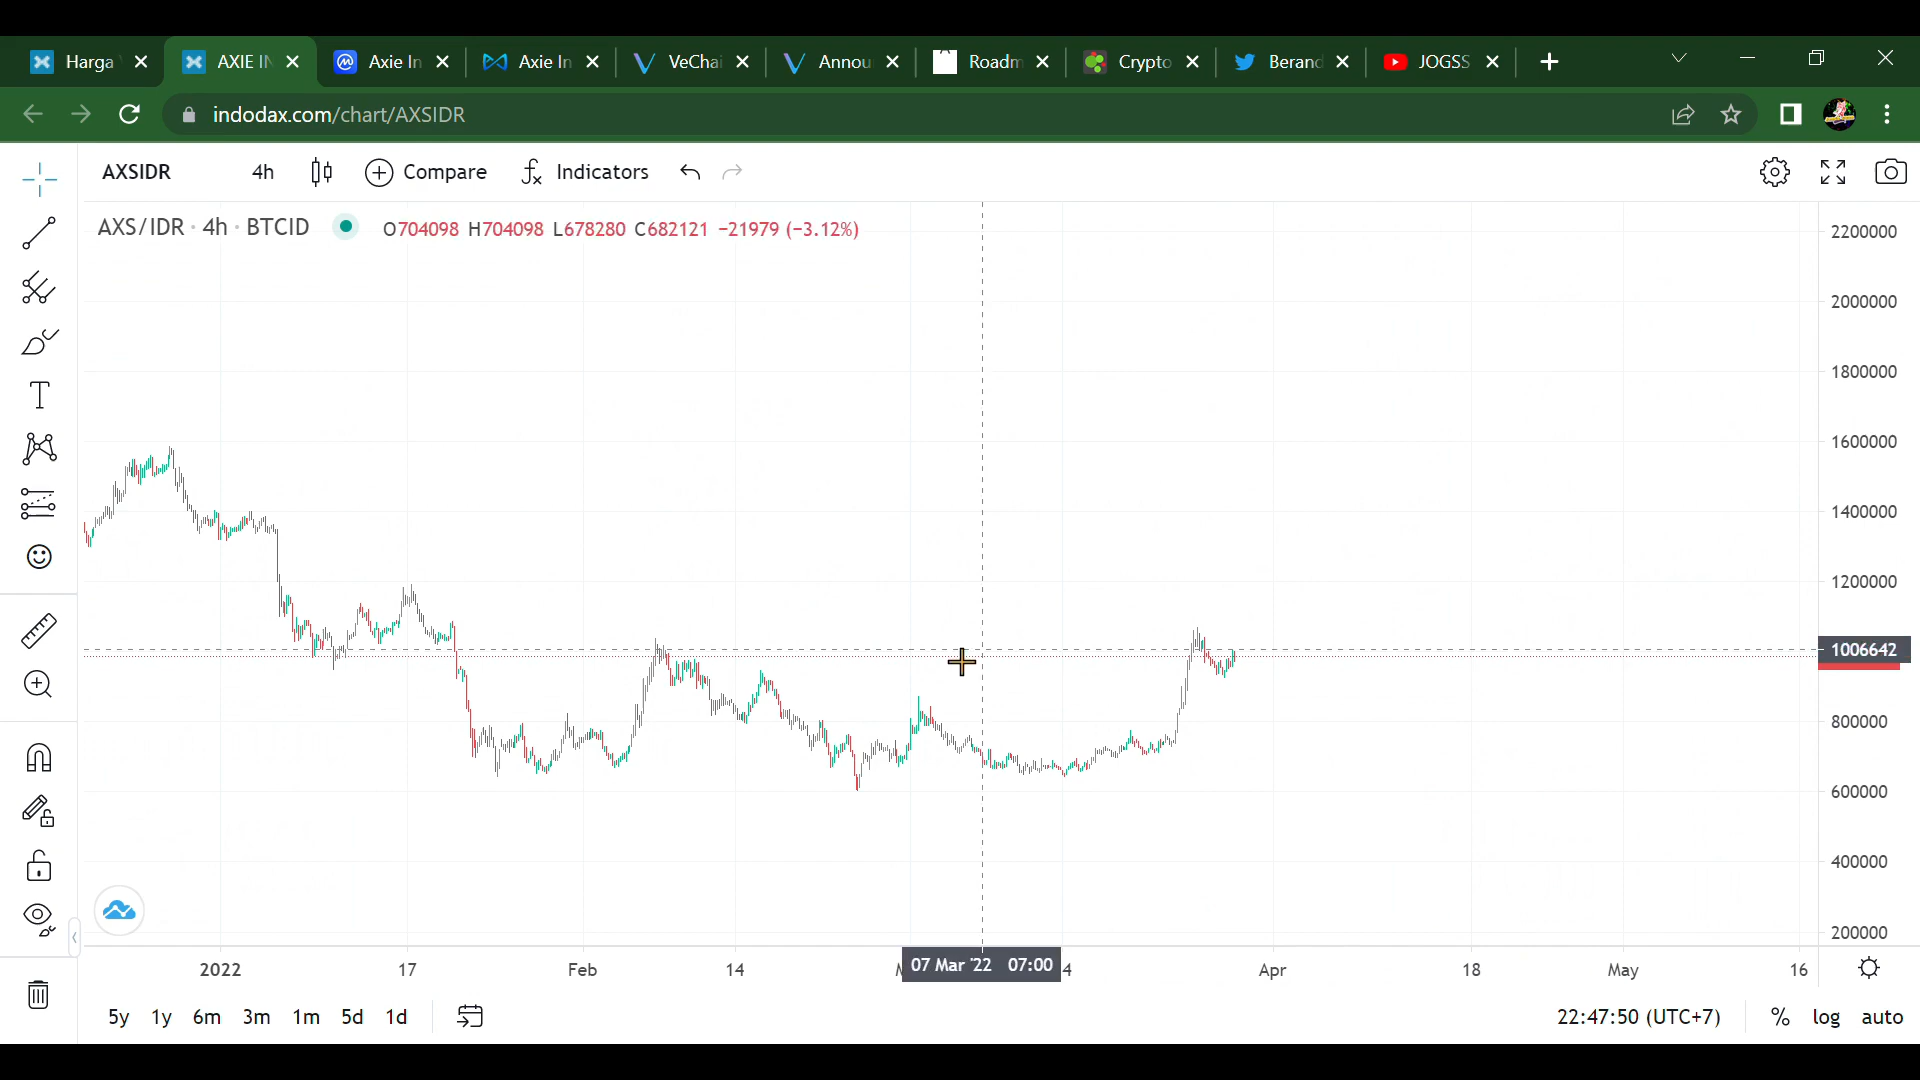 Harga
AXIE IN
Axie In
Axie In
VeChai
Annou
Roadm
Crypto
Berand
JOGSS
indodax.com/chart/AXSIDR
AXSIDR
4h
Compare
Indicators
AXS/IDR · 4h · BTCID
O704098 H704098 L678280 C682121 −21979 (−3.12%)
2200000
2000000
1800000
1600000
1400000
1200000
1006642
800000
600000
400000
200000
2022
17
Feb
14
07 Mar '22 07:00
4
Apr
18
May
16
5y
1y
6m
3m
1m
5d
1d
22:47:50 (UTC+7)
%
log
auto